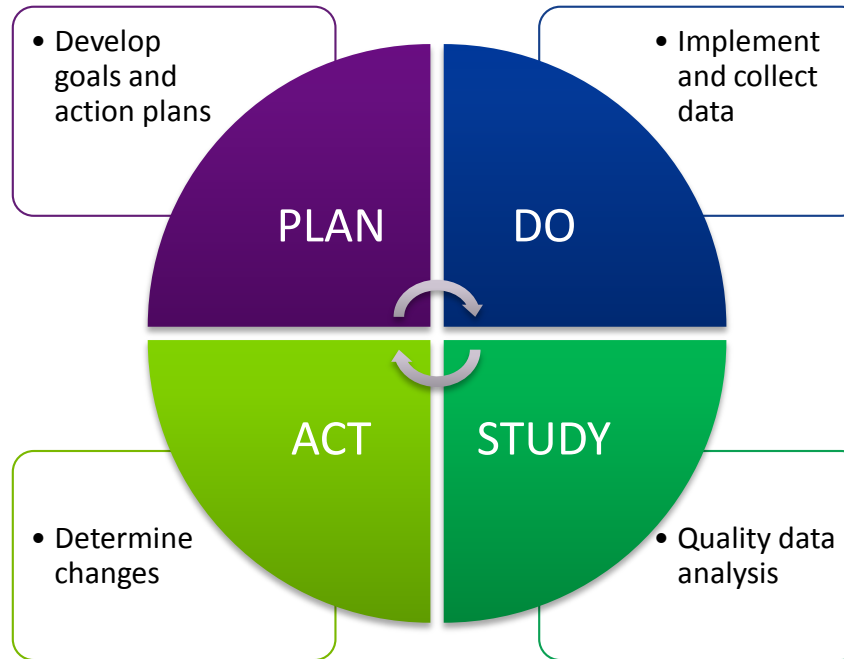 • Develop
goals and
action plans
• Implement
and collect
data
PLAN
DO
ACT
STUDY
• Determine
changes
• Quality data
analysis